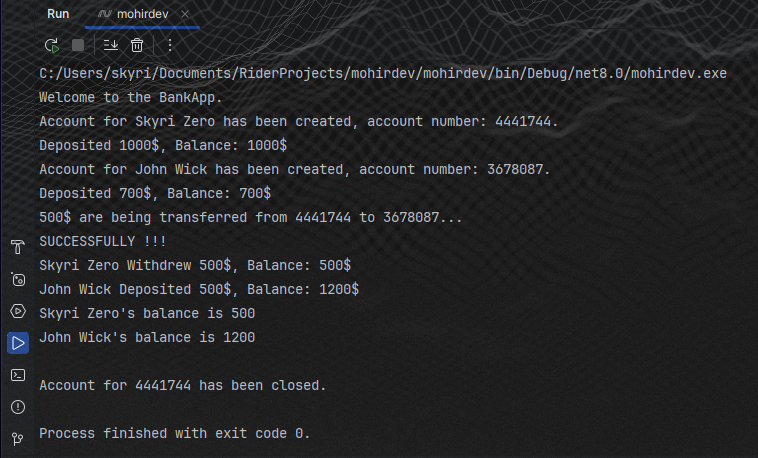 Run mohirdev
C:/Users/skyri/Documents/RiderProjects/mohirdev/mohirdev/bin/Debug/net8.0/mohirdev.exe
Welcome to the BankApp.
Account for Skyri Zero has been created, account number: 4441744.
Deposited 1000$, Balance: 1000$
Account for John Wick has been created, account number: 3678087.
Deposited 700$, Balance: 700$
500$ are being transferred from 4441744 to 3678087...
SUCCESSFULLY !!!
Skyri Zero Withdrew 500$, Balance: 500$
John Wick Deposited 500$, Balance: 1200$
Skyri Zero's balance is 500
John Wick's balance is 1200
Account for 4441744 has been closed.
Process finished with exit code 0.